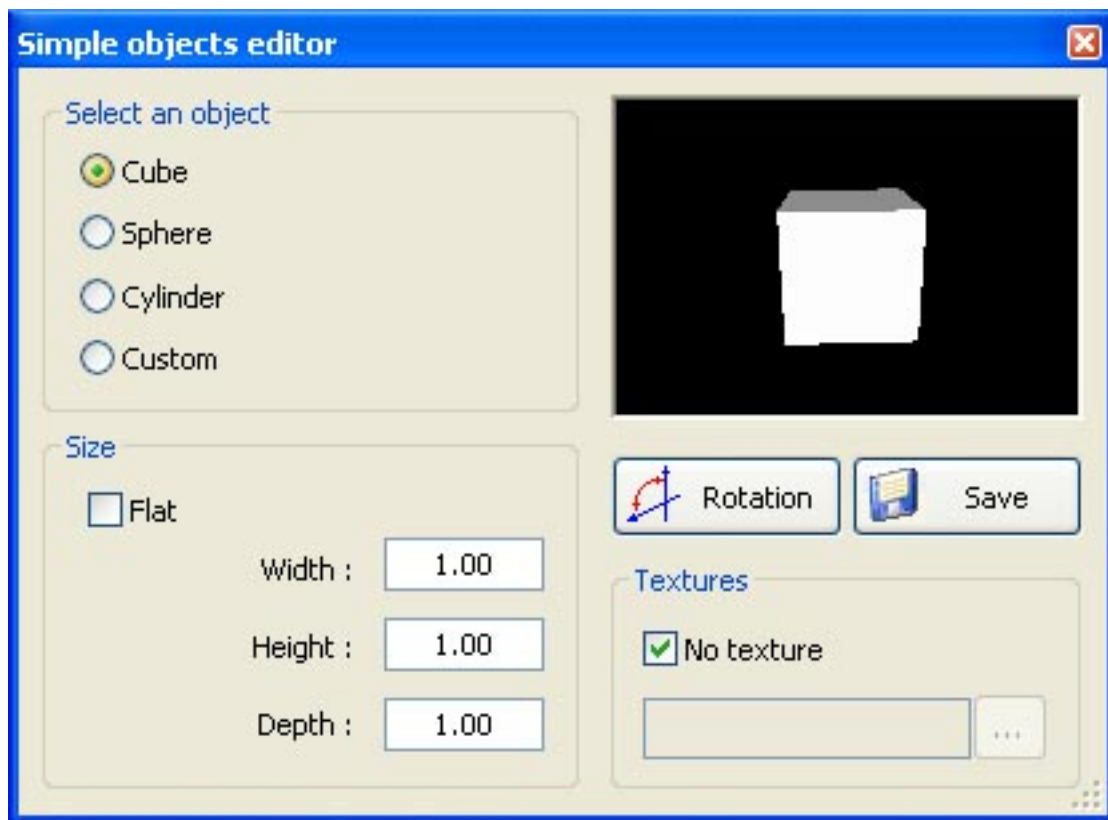 Simple objects editor
Select an object
Cube
Sphere
Cylinder
Custom
Size
Flat
Width : 1.00
Height : 1.00
Depth : 1.00
Rotation
Save
Textures
No texture
...